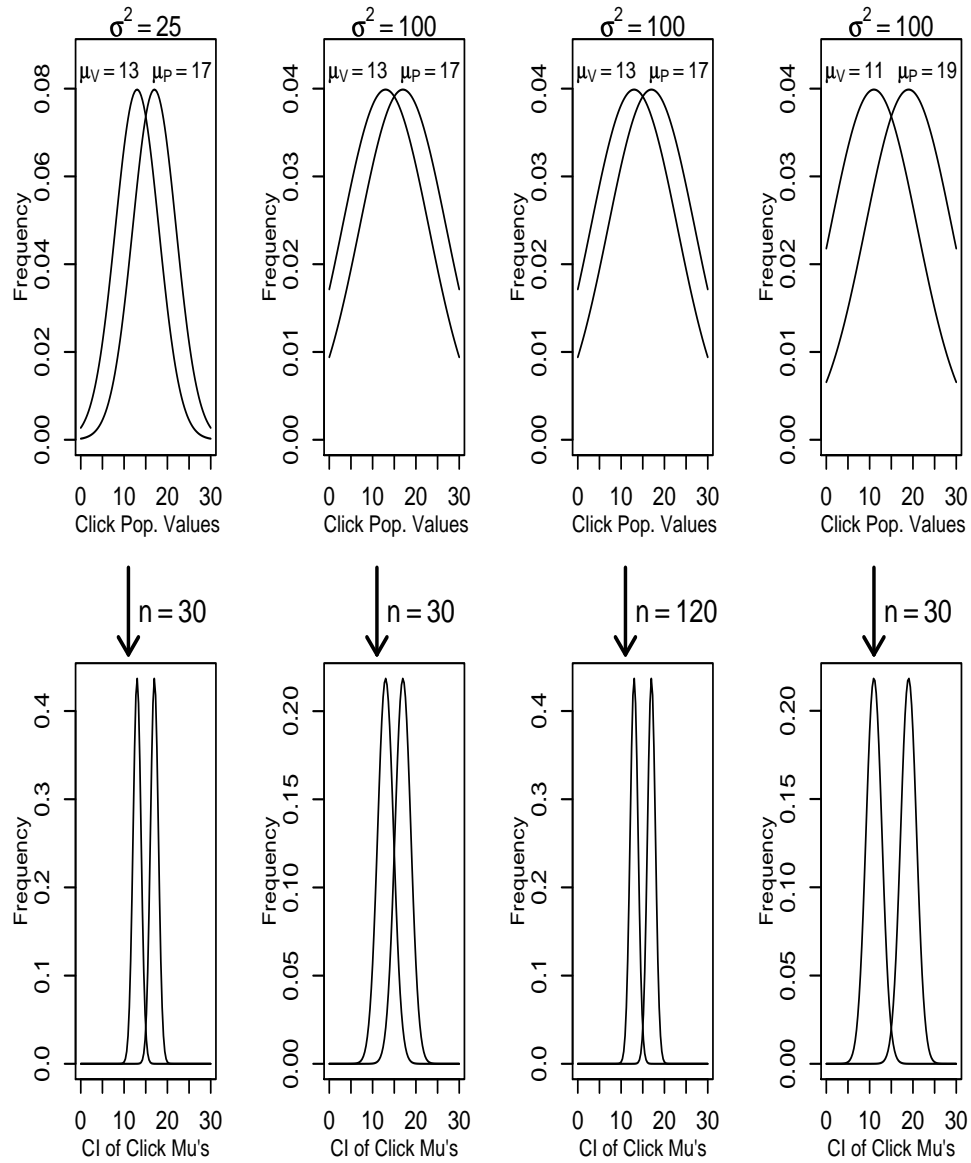 σ² = 25
μV = 13 μP = 17
Frequency
0.00 0.02 0.04 0.06 0.08
0 10 20 30
Click Pop. Values
σ² = 100
μV = 13 μP = 17
Frequency
0.00 0.01 0.02 0.03 0.04
0 10 20 30
Click Pop. Values
σ² = 100
μV = 13 μP = 17
Frequency
0.00 0.01 0.02 0.03 0.04
0 10 20 30
Click Pop. Values
σ² = 100
μV = 11 μP = 19
Frequency
0.00 0.01 0.02 0.03 0.04
0 10 20 30
Click Pop. Values
n = 30
Frequency
0.0 0.1 0.2 0.3 0.4
0 10 20 30
CI of Click Mu's
n = 30
Frequency
0.00 0.05 0.10 0.15 0.20
0 10 20 30
CI of Click Mu's
n = 120
Frequency
0.0 0.1 0.2 0.3 0.4
0 10 20 30
CI of Click Mu's
n = 30
Frequency
0.00 0.05 0.10 0.15 0.20
0 10 20 30
CI of Click Mu's